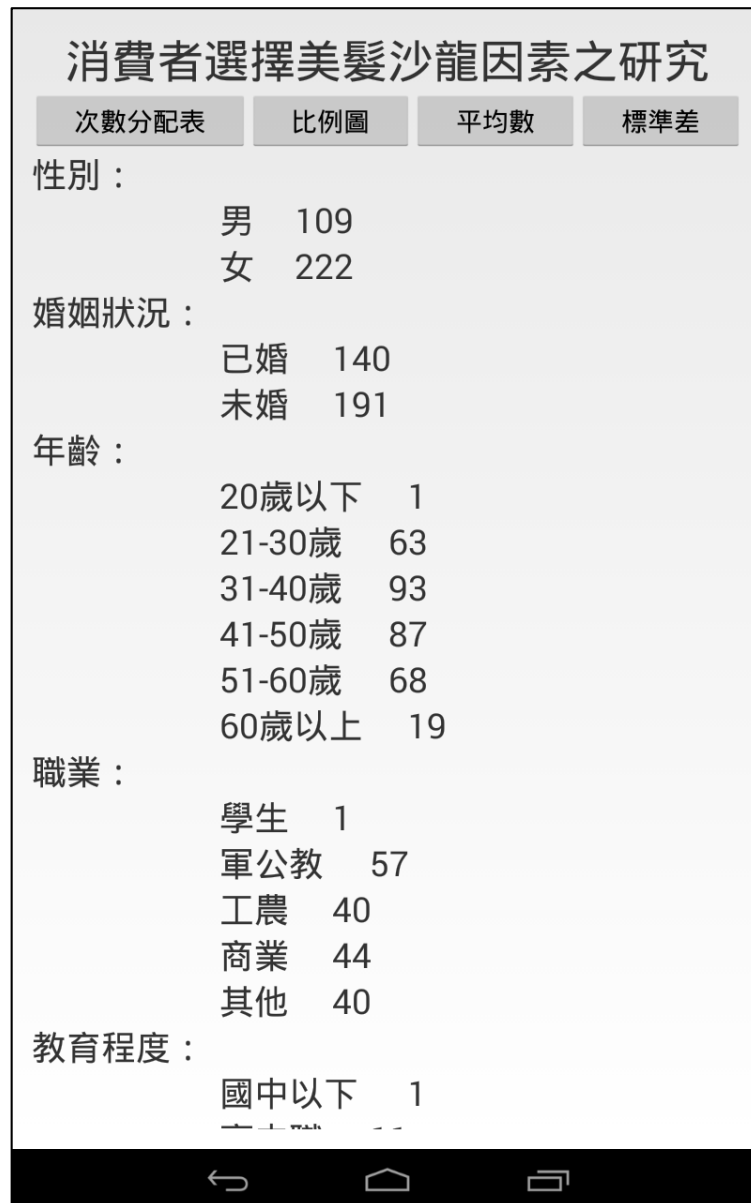 消費者選擇美髮沙龍因素之研究
次數分配表 比例圖 平均數 標準差
性別：
男 109
女 222
婚姻狀況：
已婚 140
未婚 191
年齡：
20歲以下 1
21-30歲 63
31-40歲 93
41-50歲 87
51-60歲 68
60歲以上 19
職業：
學生 1
軍公教 57
工農 40
商業 44
其他 40
教育程度：
國中以下 1